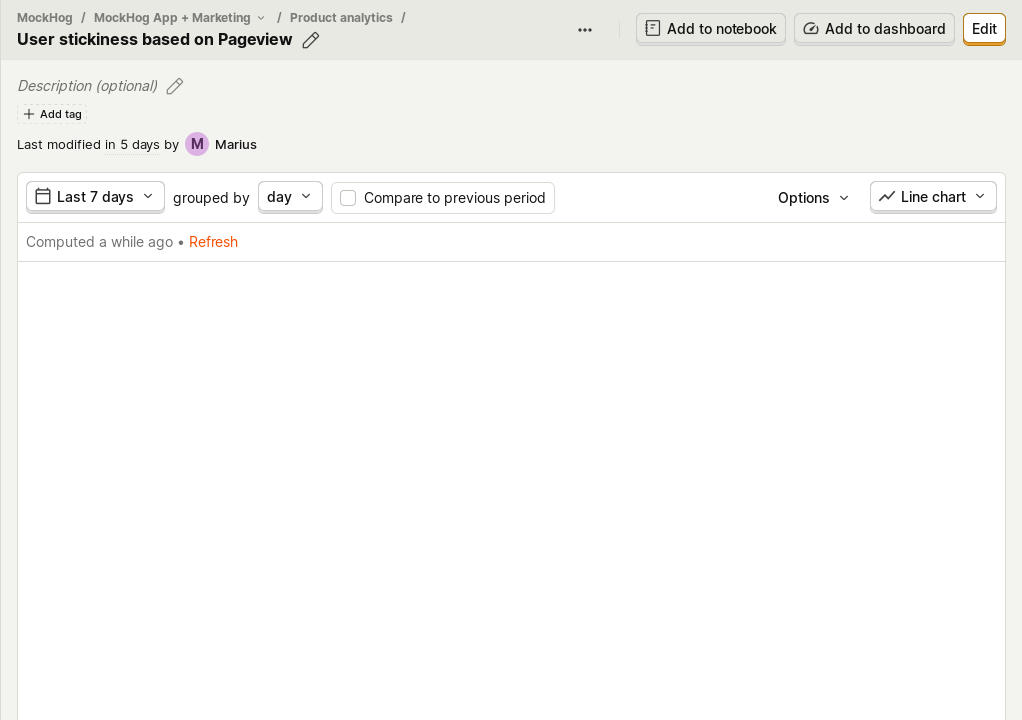 MockHog / MockHog App + Marketing / Product analytics /
User stickiness based on Pageview
Add to notebook
Add to dashboard
Edit
Description (optional)
Add tag
Last modified in 5 days by M Marius
Last 7 days grouped by day Compare to previous period Options Line chart
Computed a while ago • Refresh